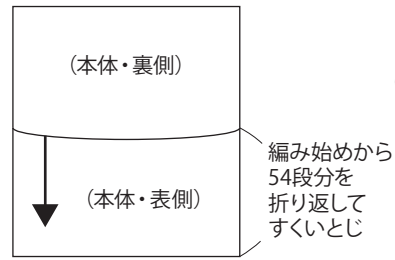 （本体・裏側）
編み始めから
54段分を
折り返して
すくいとじ
（本体・表側）